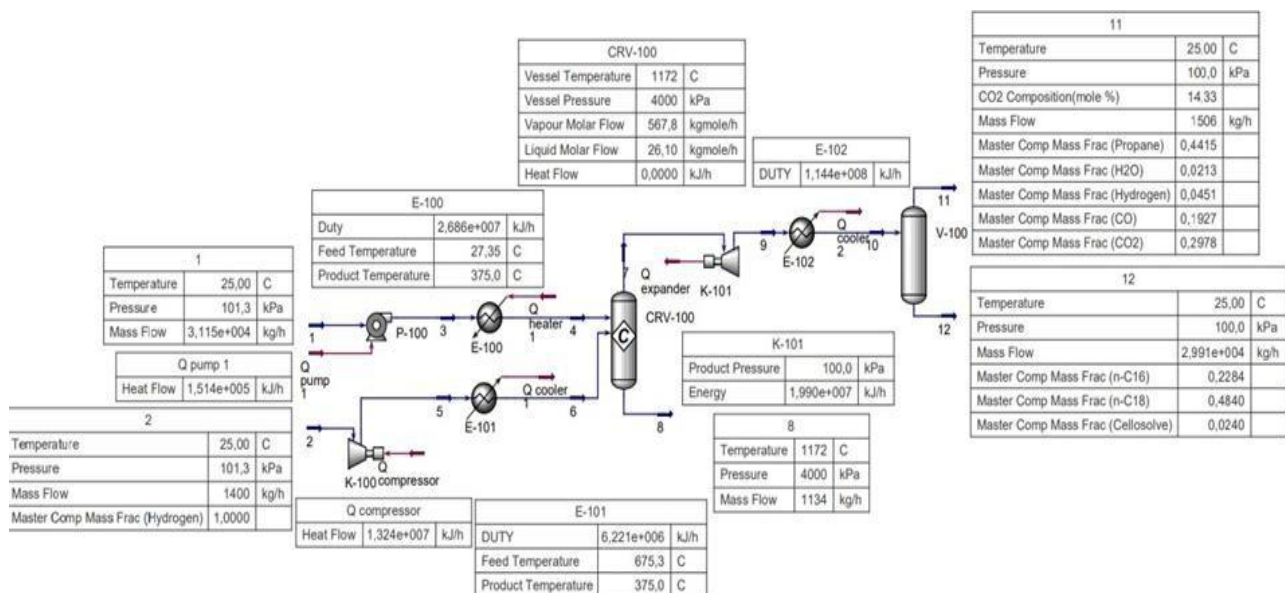 CRV-100
Vessel Temperature 1172 C
Vessel Pressure 4000 kPa
Vapour Molar Flow 567,8 kgmole/h
Liquid Molar Flow 26,10 kgmole/h
Heat Flow 0,0000 kJ/h
11
Temperature 25.00 C
Pressure 100,0 kPa
CO2 Composition(mole %) 14.33
Mass Flow 1506 kg/h
Master Comp Mass Frac (Propane) 0,4415
Master Comp Mass Frac (H2O) 0,0213
Master Comp Mass Frac (Hydrogen) 0,0451
Master Comp Mass Frac (CO) 0,1927
Master Comp Mass Frac (CO2) 0,2978
E-102
DUTY 1,144e+008 kJ/h
E-100
Duty 2,686e+007 kJ/h
Feed Temperature 27,35 C
Product Temperature 375,0 C
1
Temperature 25,00 C
Pressure 101,3 kPa
Mass Flow 3,115e+004 kg/h
Q pump 1
Heat Flow 1,514e+005 kJ/h
2
Temperature 25,00 C
Pressure 101,3 kPa
Mass Flow 1400 kg/h
Master Comp Mass Frac (Hydrogen) 1,0000
1
P-100
Q
pump
1
3
E-100
Q
heater
1
4
2
K-100
Q
compressor
5
E-101
Q cooler
1
6
CRV-100
C
7
8
Q
expander
K-101
9
E-102
Q
cooler
2
10
V-100
11
12
K-101
Product Pressure 100,0 kPa
Energy 1,990e+007 kJ/h
8
Temperature 1172 C
Pressure 4000 kPa
Mass Flow 1134 kg/h
12
Temperature 25,00 C
Pressure 100,0 kPa
Mass Flow 2,991e+004 kg/h
Master Comp Mass Frac (n-C16) 0,2284
Master Comp Mass Frac (n-C18) 0,4840
Master Comp Mass Frac (Cellosolve) 0,0240
Q compressor
Heat Flow 1,324e+007 kJ/h
E-101
DUTY 6,221e+006 kJ/h
Feed Temperature 675,3 C
Product Temperature 375,0 C